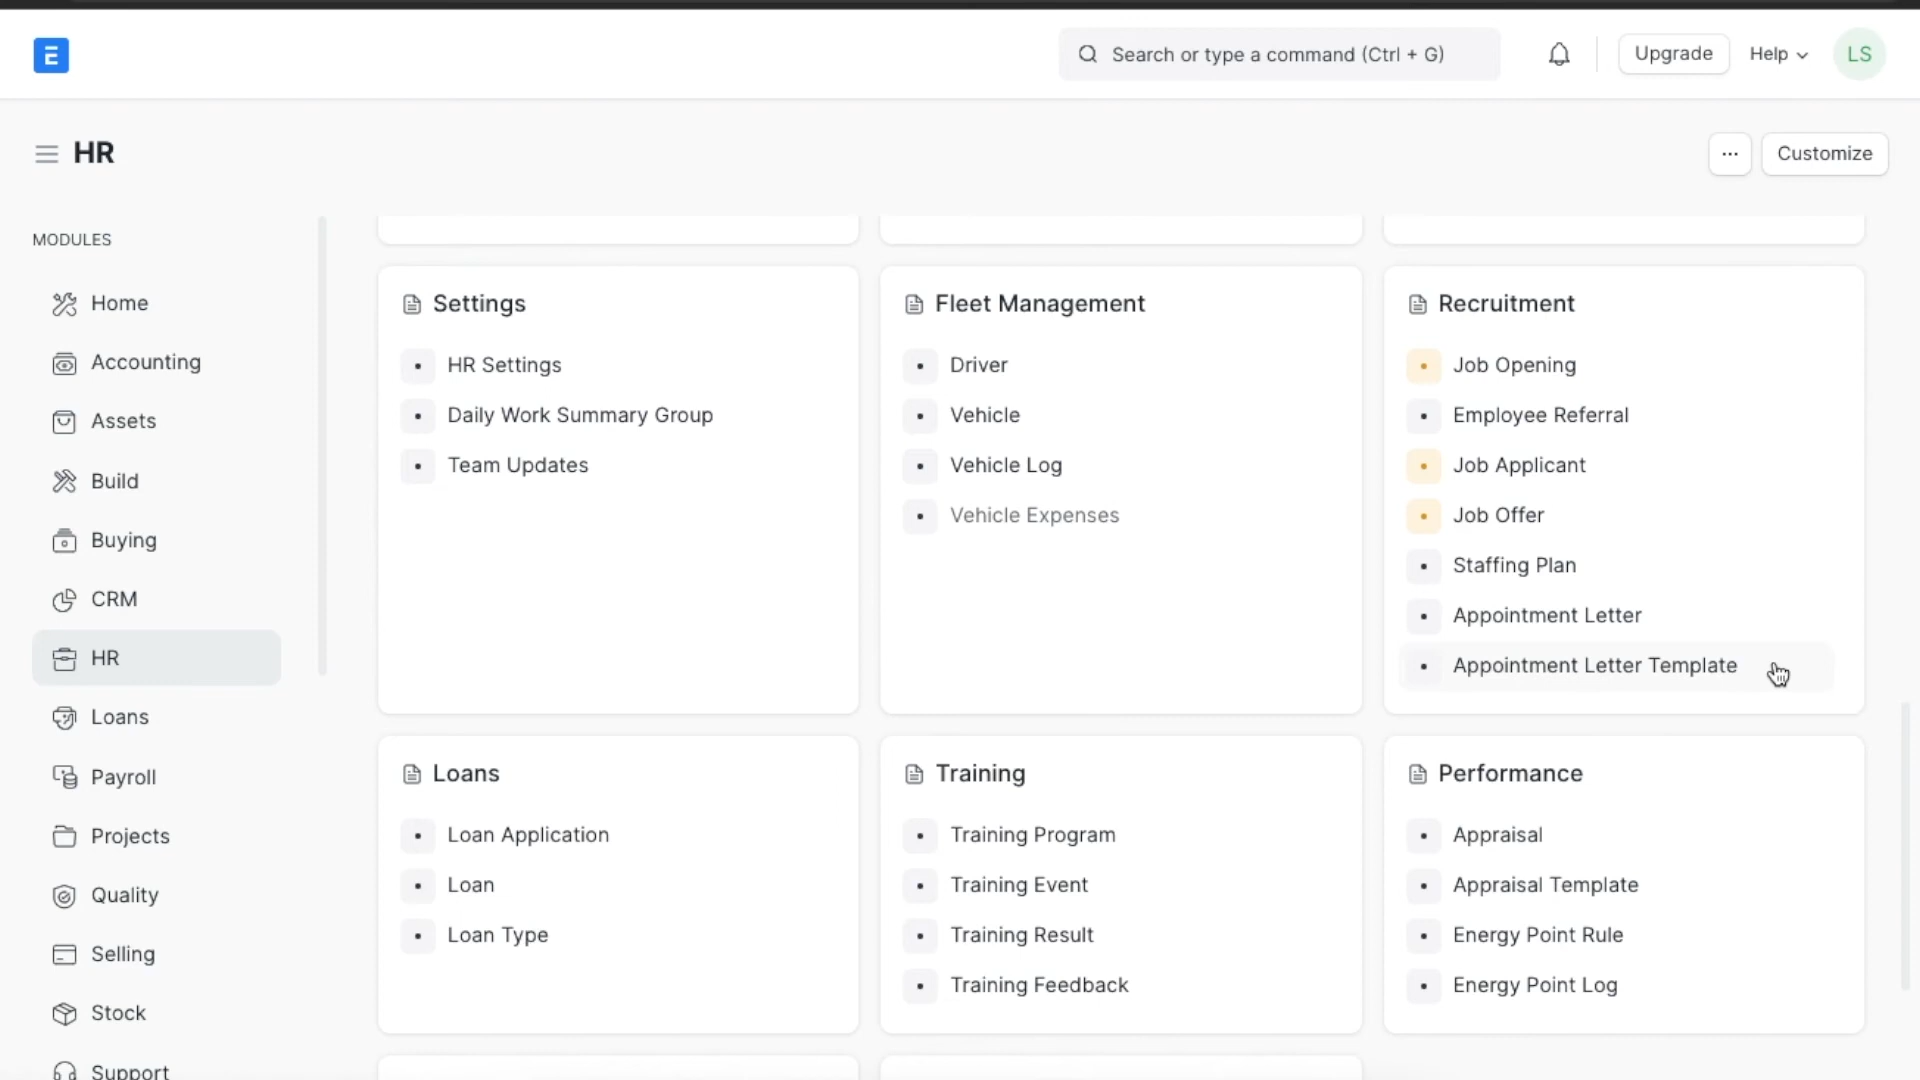 E
Search or type a command (Ctrl + G)
Upgrade
Help
LS
HR
...
Customize
MODULES
Home
Accounting
Assets
Build
Buying
CRM
HR
Loans
Payroll
Projects
Quality
Selling
Stock
Support
Settings
HR Settings
Daily Work Summary Group
Team Updates
Fleet Management
Driver
Vehicle
Vehicle Log
Vehicle Expenses
Recruitment
Job Opening
Employee Referral
Job Applicant
Job Offer
Staffing Plan
Appointment Letter
Appointment Letter Template
Loans
Loan Application
Loan
Loan Type
Training
Training Program
Training Event
Training Result
Training Feedback
Performance
Appraisal
Appraisal Template
Energy Point Rule
Energy Point Log